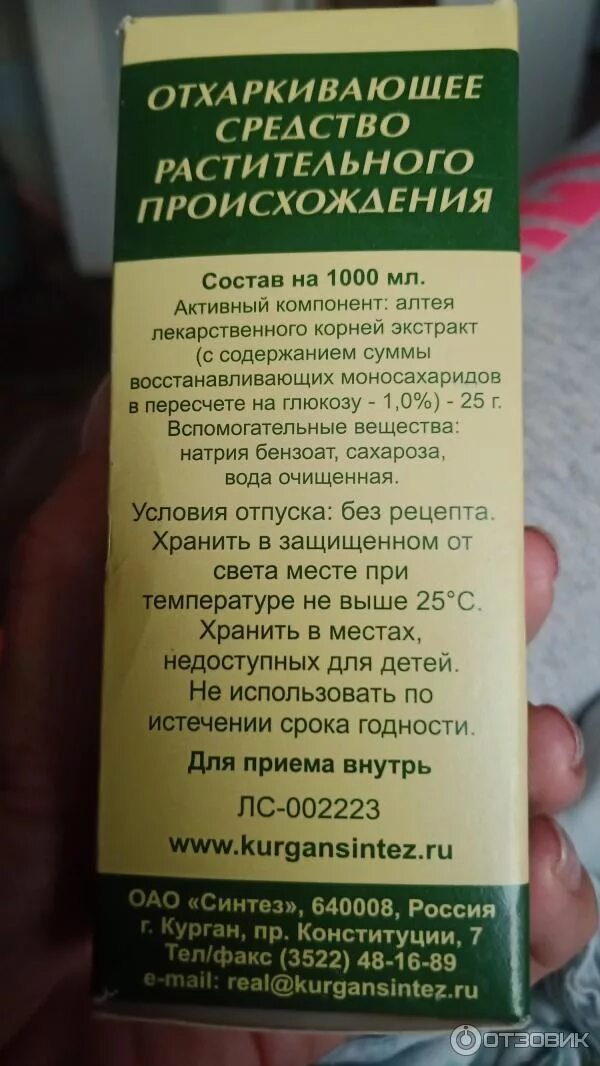 ОТХАРКИВАЮЩЕЕ
СРЕДСТВО
РАСТИТЕЛЬНОГО
ПРОИСХОЖДЕНИЯ
Состав на 1000 мл.
Активный компонент: алтея
лекарственного корней экстракт
(с содержанием суммы
восстанавливающих моносахаридов
в пересчете на глюкозу - 1,0%) - 25 г.
Вспомогательные вещества:
натрия бензоат, сахароза,
вода очищенная.
Условия отпуска: без рецепта.
Хранить в защищенном от
света месте при
температуре не выше 25°С.
Хранить в местах,
недоступных для детей.
Не использовать по
истечении срока годности.
Для приема внутрь
ЛС-002223
www.kurgansintez.ru
ОАО «Синтез», 640008, Россия
г. Курган, пр. Конституции, 7
Тел/факс (3522) 48-16-89
e-mail: real@kurgansintez.ru
ОТЗОВИК